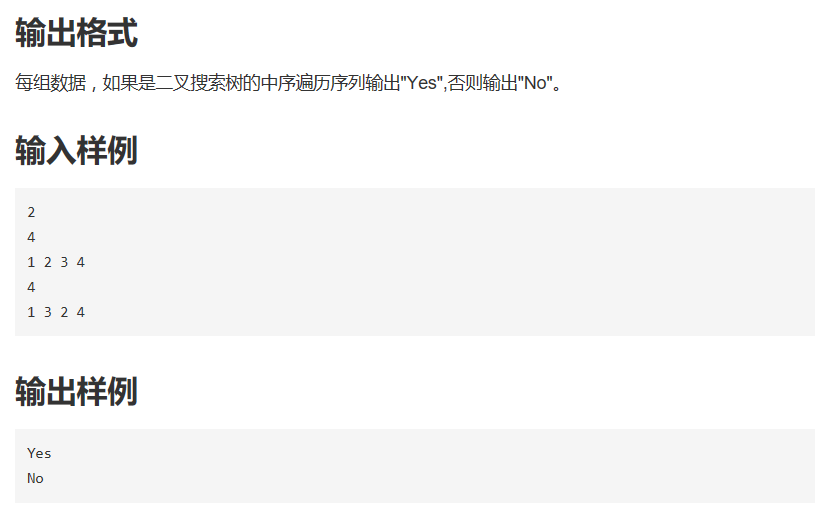 输出格式
每组数据，如果是二叉搜索树的中序遍历序列输出"Yes",否则输出"No"。
输入样例
2
4
1 2 3 4
4
1 3 2 4
输出样例
Yes
No